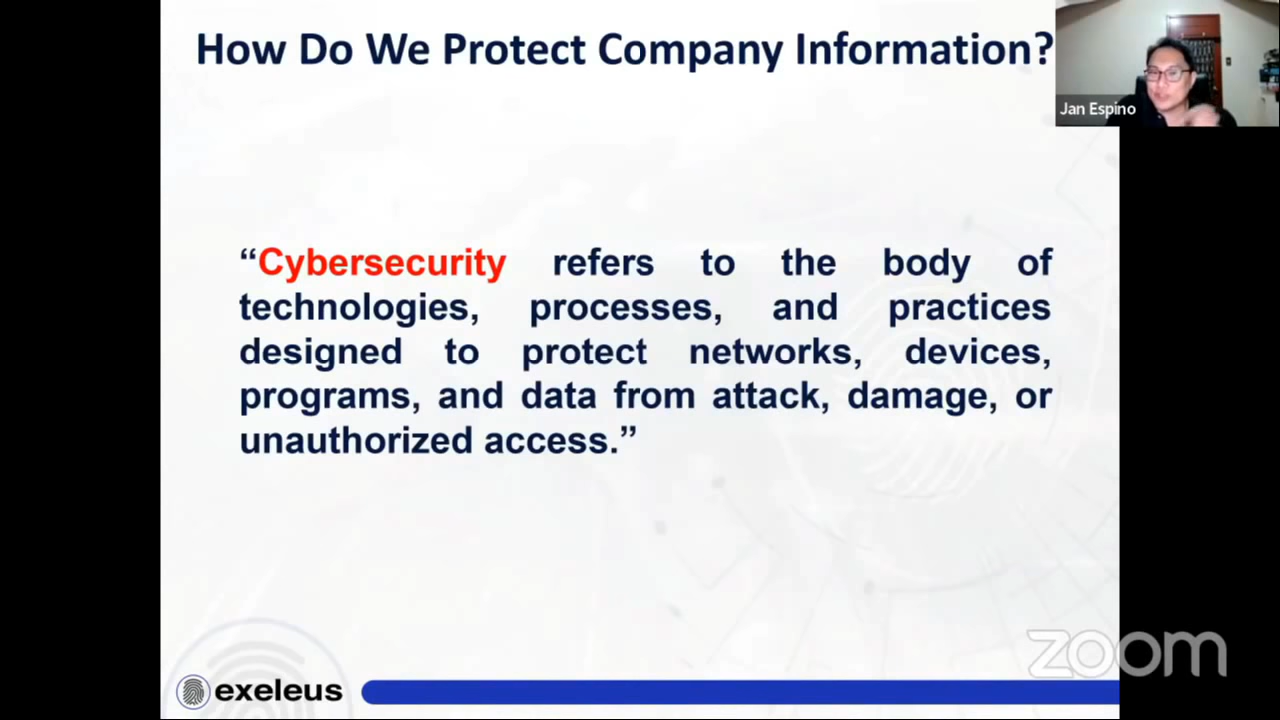 How Do We Protect Company Information?
Jan Espino
“Cybersecurity refers to the body of
technologies, processes, and practices
designed to protect networks, devices,
programs, and data from attack, damage, or
unauthorized access.”
zoom
exeleus